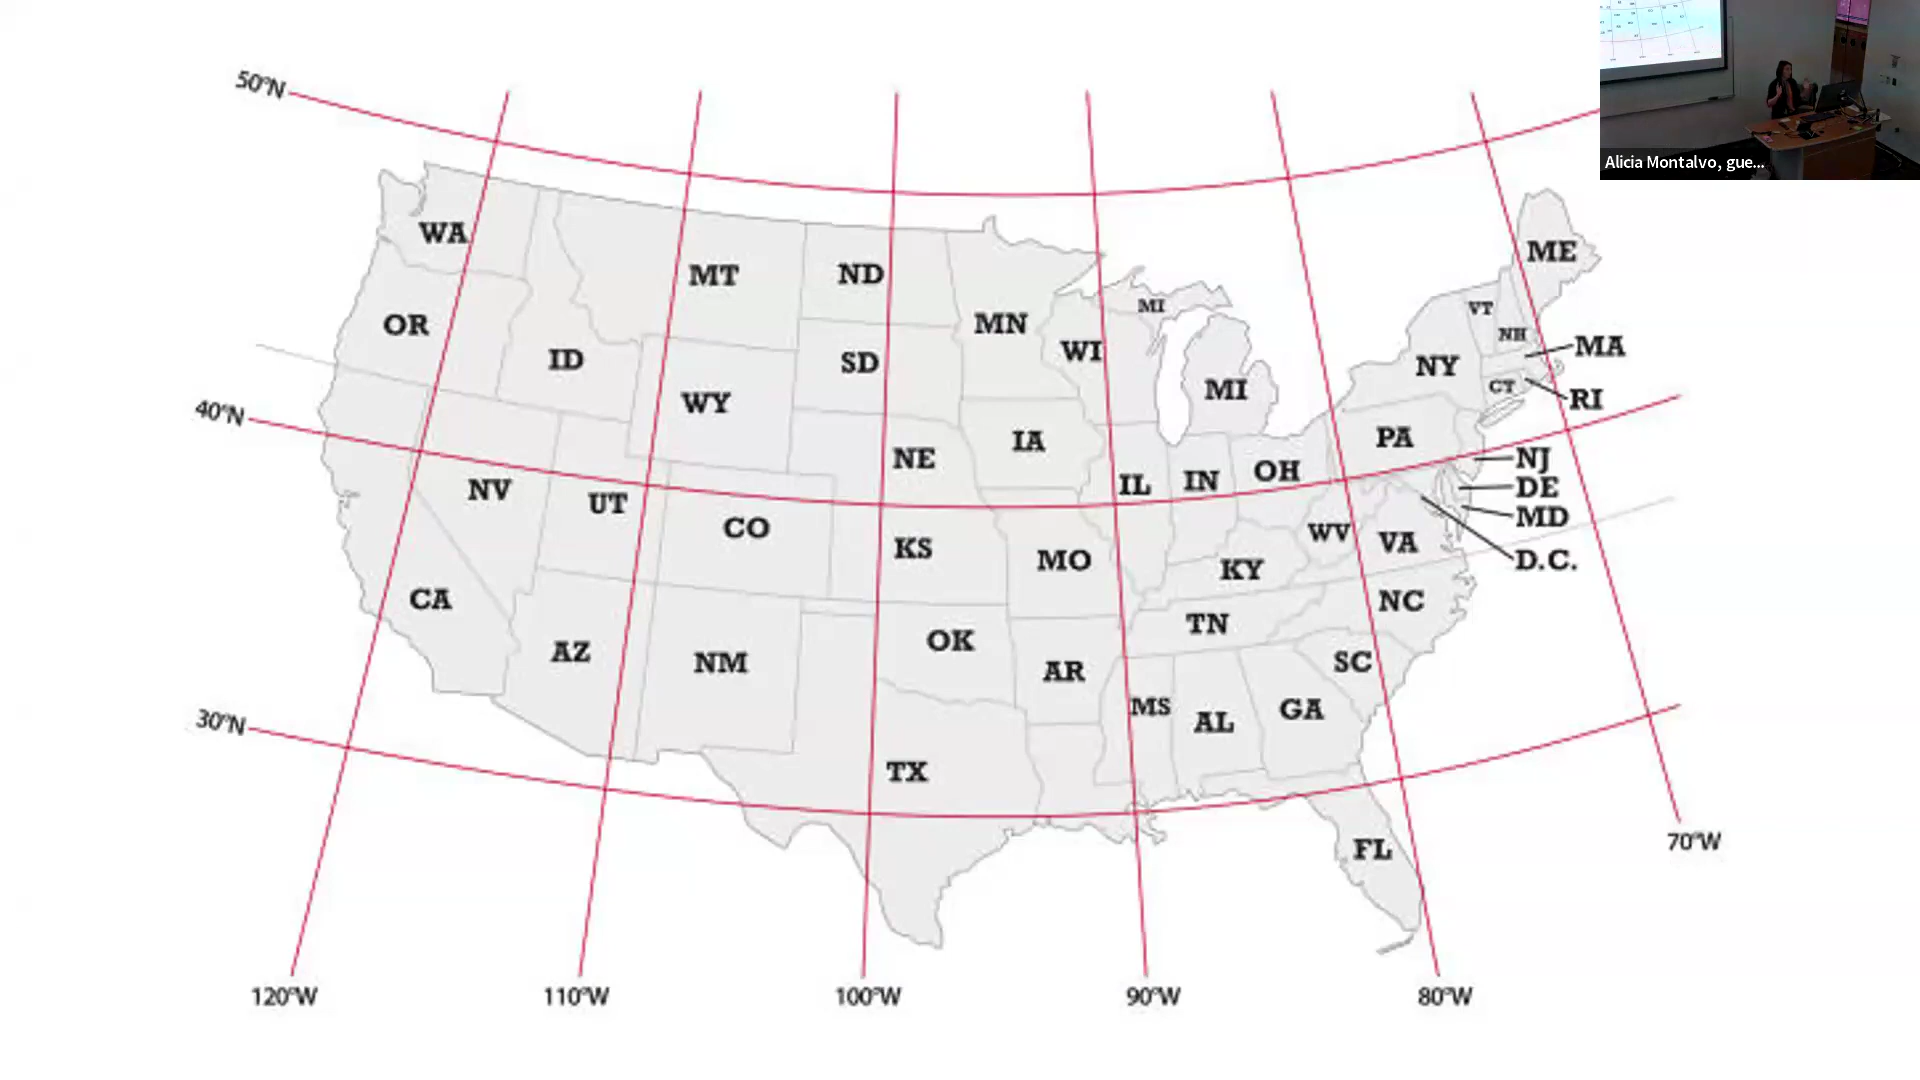 50°N
Alicia Montalvo, gue...
WA
MT
ND
ME
OR
ID
SD
MN
WI
MI
VT
NH
MA
WY
MI
NY
CT
RI
40°N
NE
IA
PA
NV
UT
CO
IL
IN
OH
NJ
DE
MD
KS
MO
WV
VA
D.C.
KY
CA
NC
TN
AZ
NM
OK
AR
SC
MS
AL
GA
30°N
TX
FL
70°W
120°W
110°W
100°W
90°W
80°W